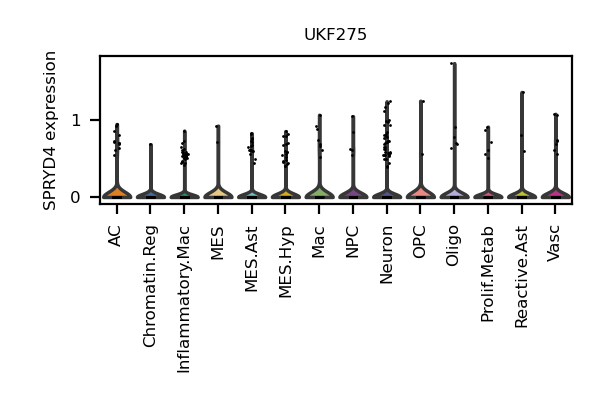 UKF275
SPRYD4 expression
1
0
AC
Chromatin.Reg
Inflammatory.Mac
MES
MES.Ast
MES.Hyp
Mac
NPC
Neuron
OPC
Oligo
Prolif.Metab
Reactive.Ast
Vasc